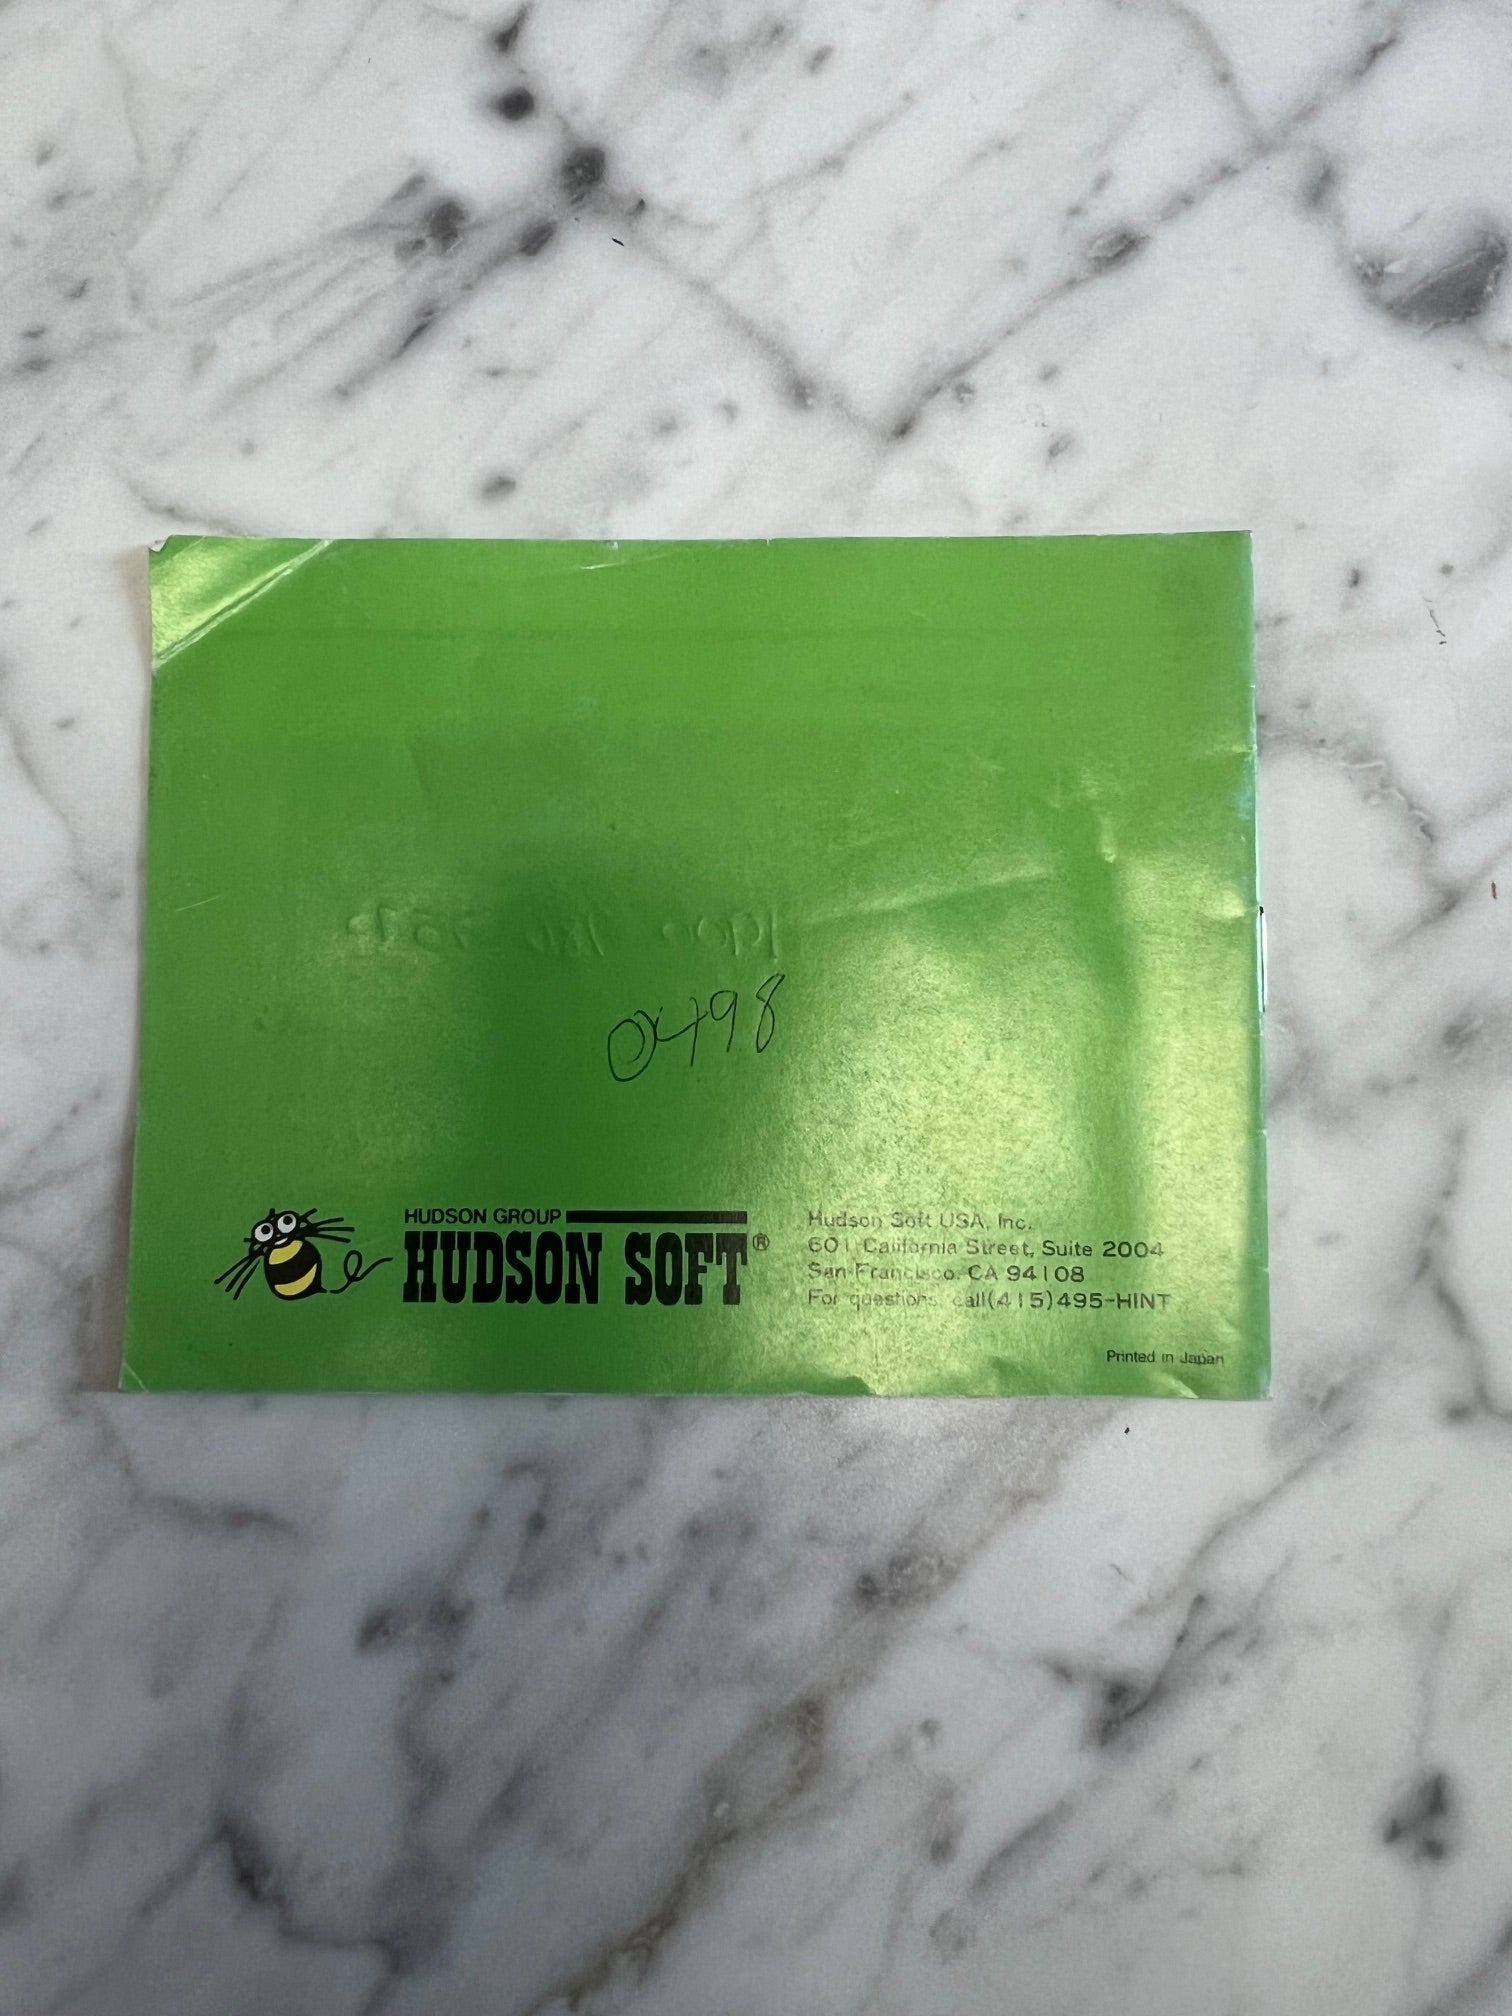 0498
HUDSON GROUP
HUDSON SOFT®
Hudson Soft USA, Inc.
601 California Street, Suite 2004
San Francisco, CA 94108
For questions, call(415)495-HINT
Printed in Japan